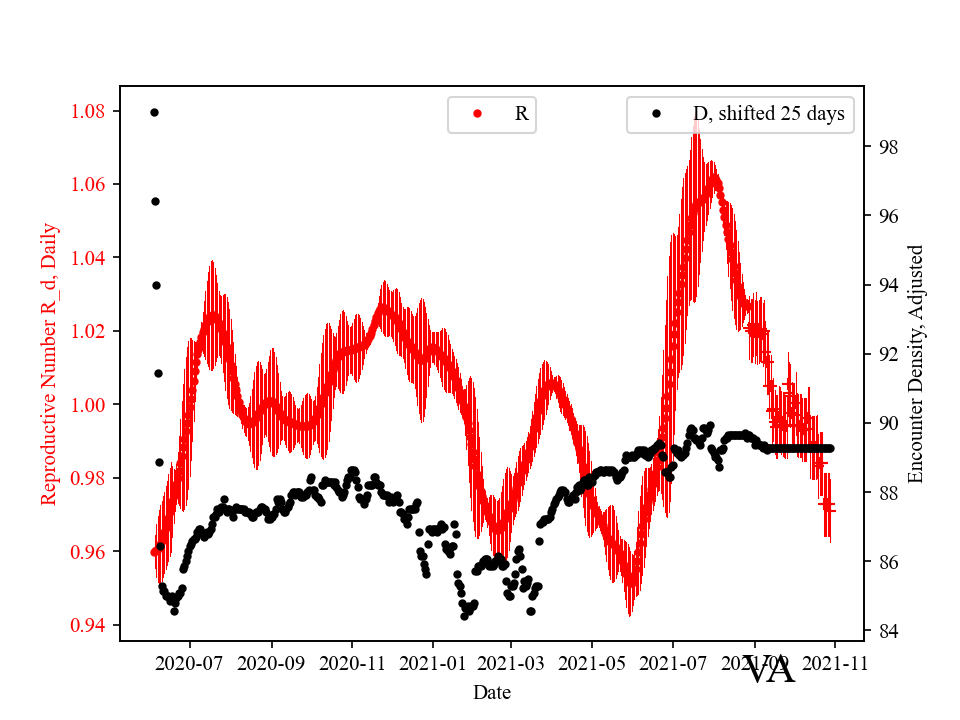 R
D, shifted 25 days
Reproductive Number R_d, Daily
1.08
1.06
1.04
1.02
1.00
0.98
0.96
0.94
98
96
94
92
90
88
86
84
Encounter Density, Adjusted
2020-07 2020-09 2020-11 2021-01 2021-03 2021-05 2021-07 2021-09 2021-11
VA
Date